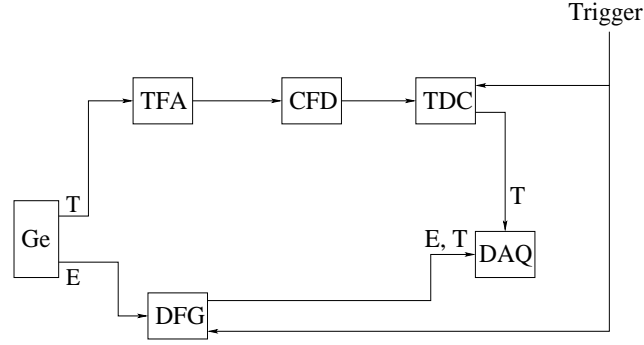 Trigger
TFA
CFD
TDC
T
T
Ge
E, T
DAQ
E
DFG